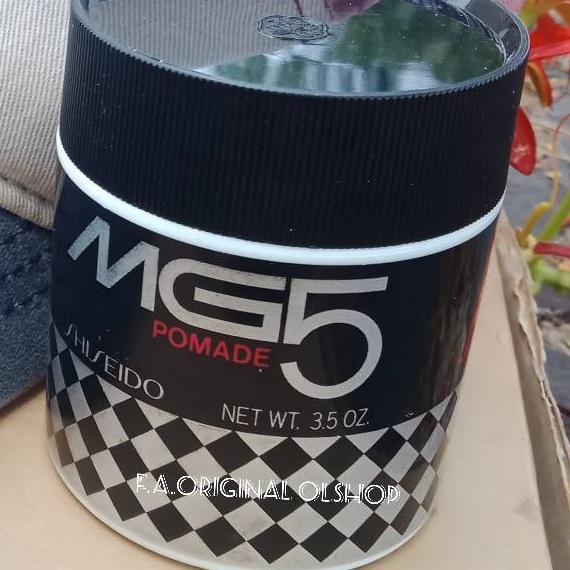 MG5
POMADE
SHISEIDO
NET WT. 3.5 OZ.
F.A.ORIGINAL OLSHOP